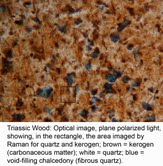 Triassic Wood: Optical image, plane polarized light,
showing, in the rectangle, the area imaged by
Raman for quartz and kerogen; brown = kerogen
(carbonaceous matter); white = quartz; blue =
void-filling chalcedony (fibrous quartz).